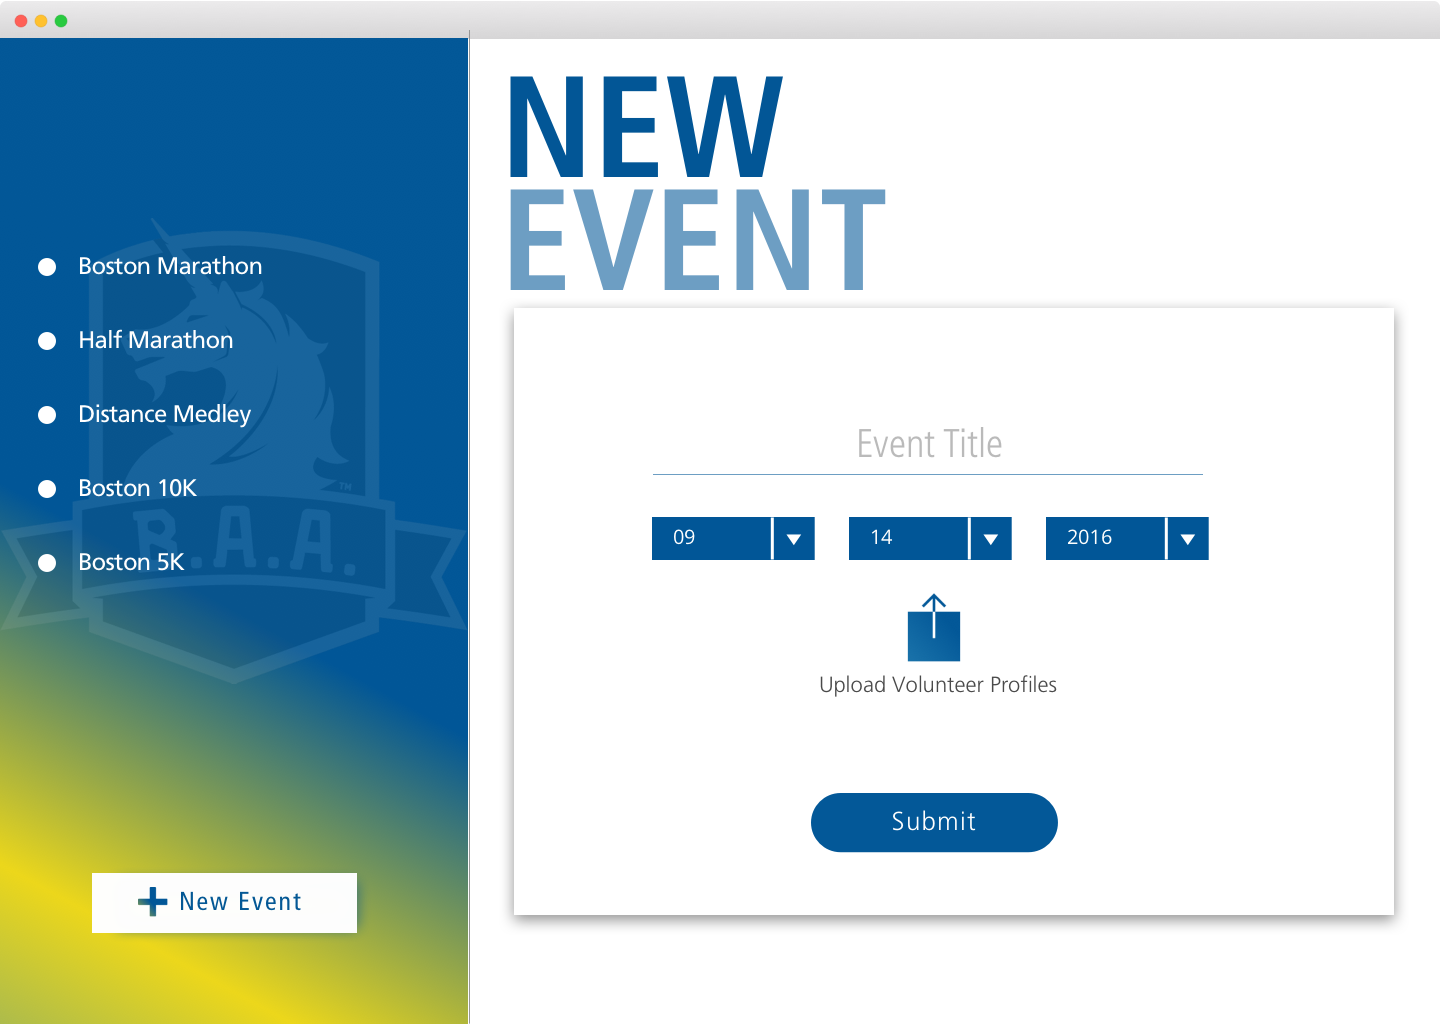 NEW
EVENT
Boston Marathon
Half Marathon
Distance Medley
Boston 10K
Boston 5K
B.A.A.
™
New Event
Event Title
09
14
2016
Upload Volunteer Profiles
Submit